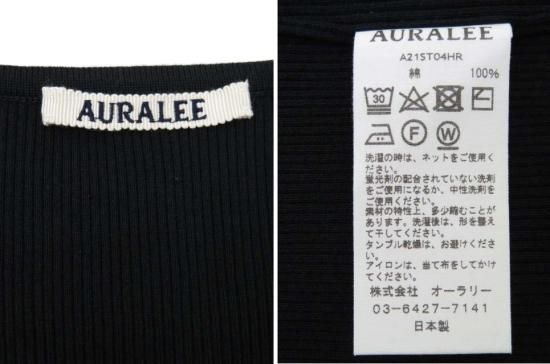 AURALEE
AURALEE
A21ST04HR
綿 100%
30
F
W
洗濯の時は、ネットをご使用く
ださい。
蛍光剤の配合されていない洗剤
をご使用になるか、中性洗剤を
ご使用ください。
素材の特性上、多少縮むことが
あります。洗濯後は、形を整え
て干してください。
タンブル乾燥は、お避けくださ
い。
アイロンは、当て布をしてかけ
てください。
株式会社 オーラリー
03-6427-7141
日本製